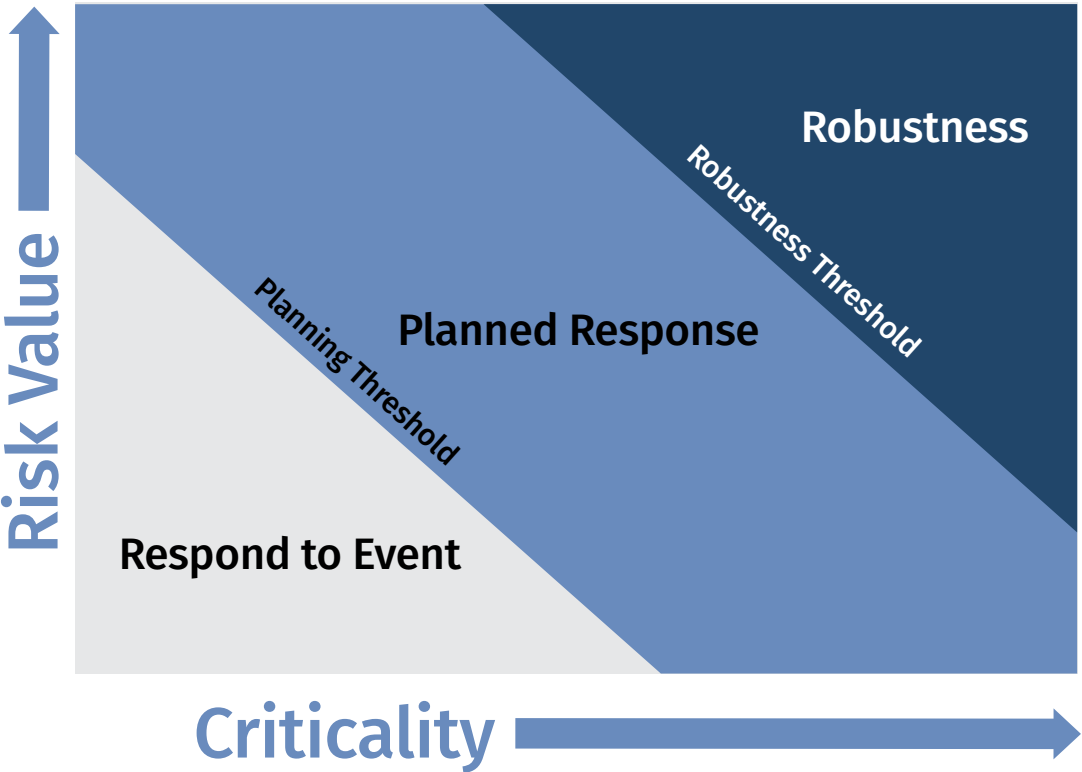 Risk Value
Robustness
Robustness Threshold
Planning Threshold
Planned Response
Respond to Event
Criticality